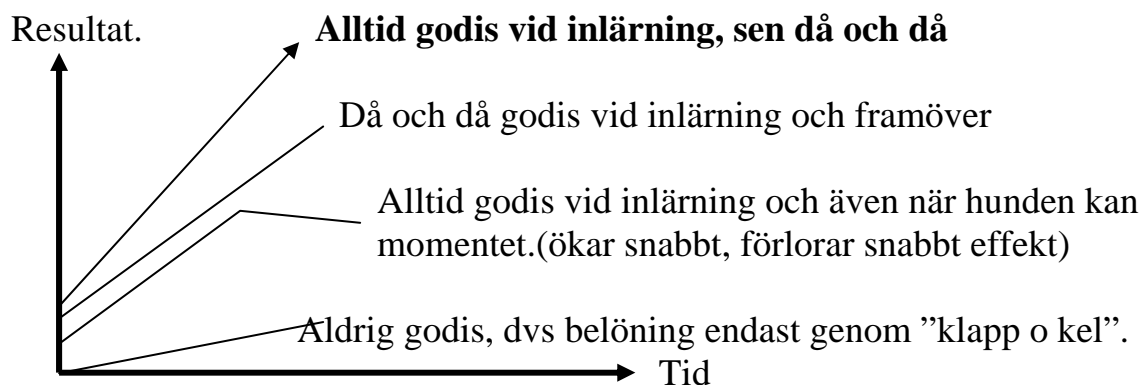 Resultat.
Alltid godis vid inlärning, sen då och då
Då och då godis vid inlärning och framöver
Alltid godis vid inlärning och även när hunden kan
momentet.(ökar snabbt, förlorar snabbt effekt)
Aldrig godis, dvs belöning endast genom ”klapp o kel”.
Tid